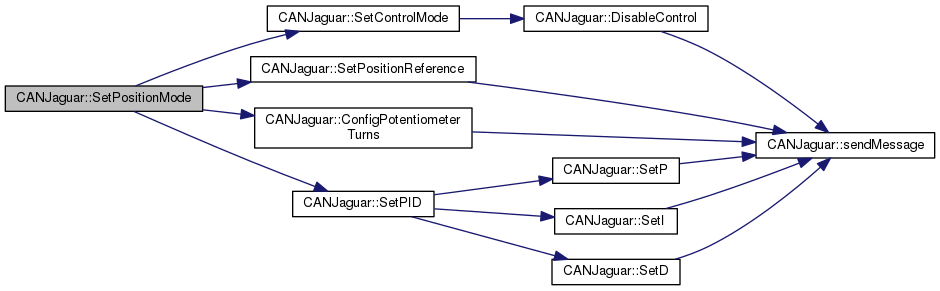 CANJaguar::SetPositionMode
CANJaguar::SetControlMode
CANJaguar::DisableControl
CANJaguar::SetPositionReference
CANJaguar::ConfigPotentiometer
Turns
CANJaguar::SetPID
CANJaguar::SetP
CANJaguar::SetI
CANJaguar::SetD
CANJaguar::sendMessage